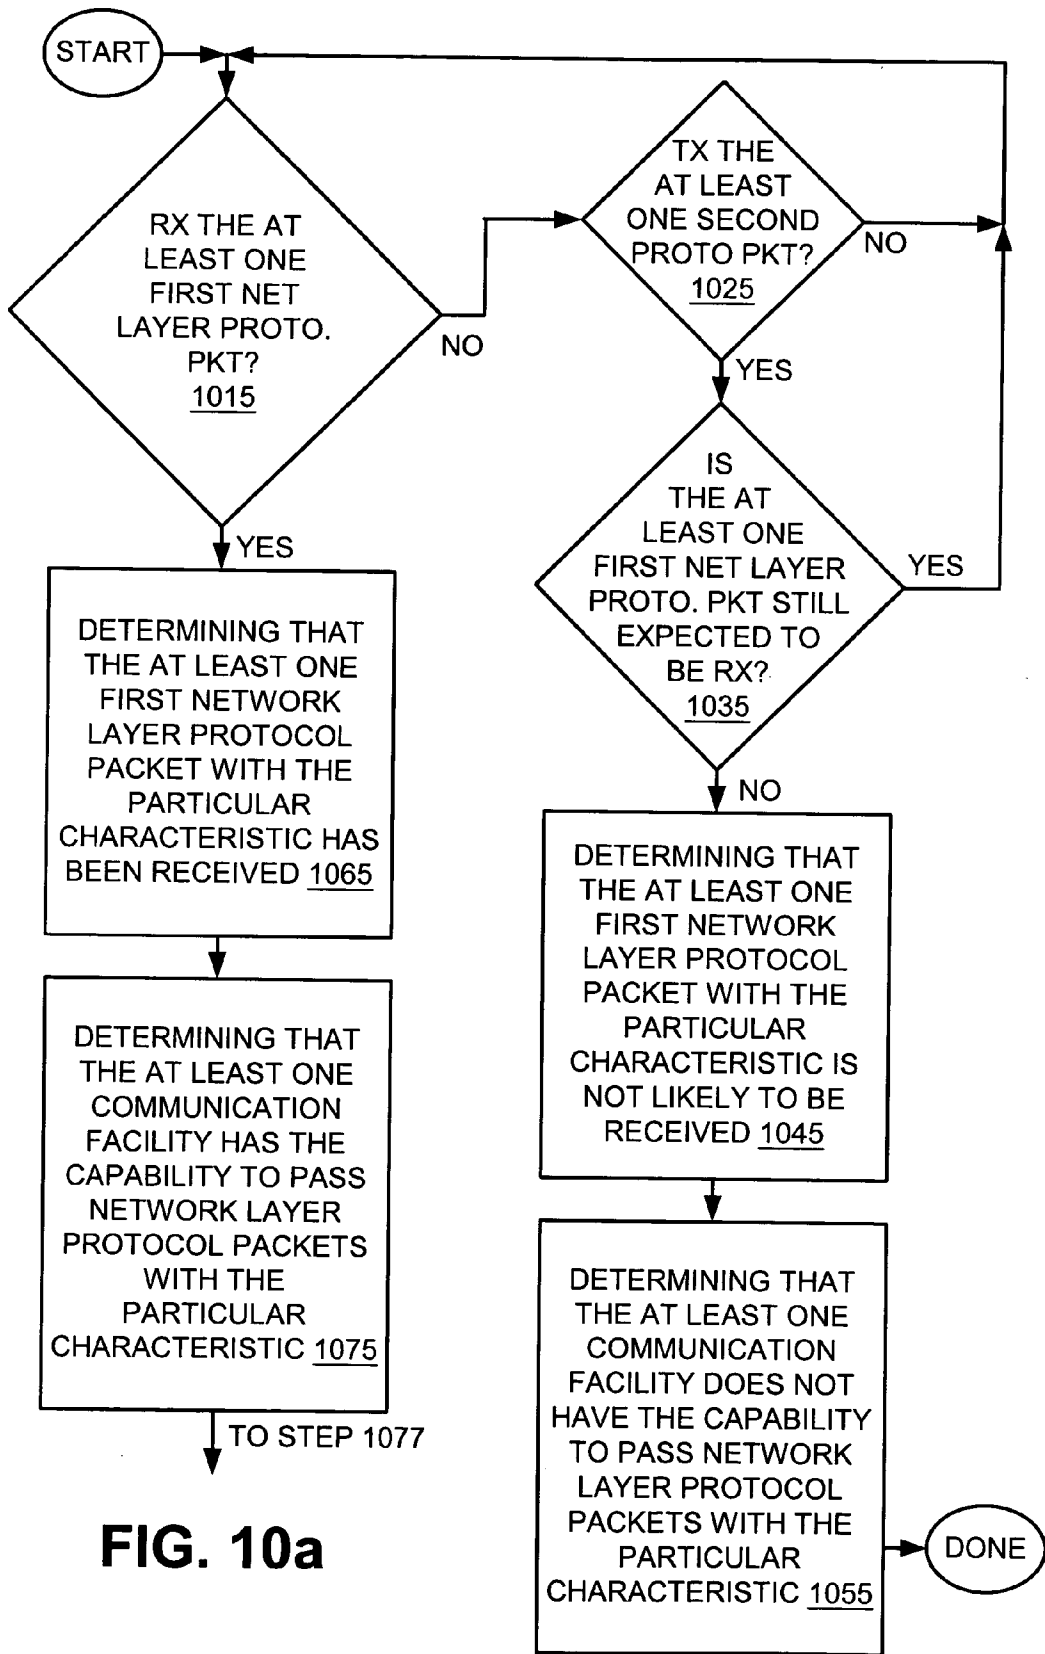 START
RX THE AT
LEAST ONE
FIRST NET
LAYER PROTO.
PKT?
1015
NO
YES
TX THE
AT LEAST
ONE SECOND
PROTO PKT?
1025
NO
YES
IS
THE AT
LEAST ONE
FIRST NET LAYER
PROTO. PKT STILL
EXPECTED TO
BE RX?
1035
YES
NO
DETERMINING THAT
THE AT LEAST ONE
FIRST NETWORK
LAYER PROTOCOL
PACKET WITH THE
PARTICULAR
CHARACTERISTIC HAS
BEEN RECEIVED 1065
DETERMINING THAT
THE AT LEAST ONE
COMMUNICATION
FACILITY HAS THE
CAPABILITY TO PASS
NETWORK LAYER
PROTOCOL PACKETS
WITH THE
PARTICULAR
CHARACTERISTIC 1075
TO STEP 1077
DETERMINING THAT
THE AT LEAST ONE
FIRST NETWORK
LAYER PROTOCOL
PACKET WITH THE
PARTICULAR
CHARACTERISTIC IS
NOT LIKELY TO BE
RECEIVED 1045
DETERMINING THAT
THE AT LEAST ONE
COMMUNICATION
FACILITY DOES NOT
HAVE THE CAPABILITY
TO PASS NETWORK
LAYER PROTOCOL
PACKETS WITH THE
PARTICULAR
CHARACTERISTIC 1055
DONE
FIG. 10a